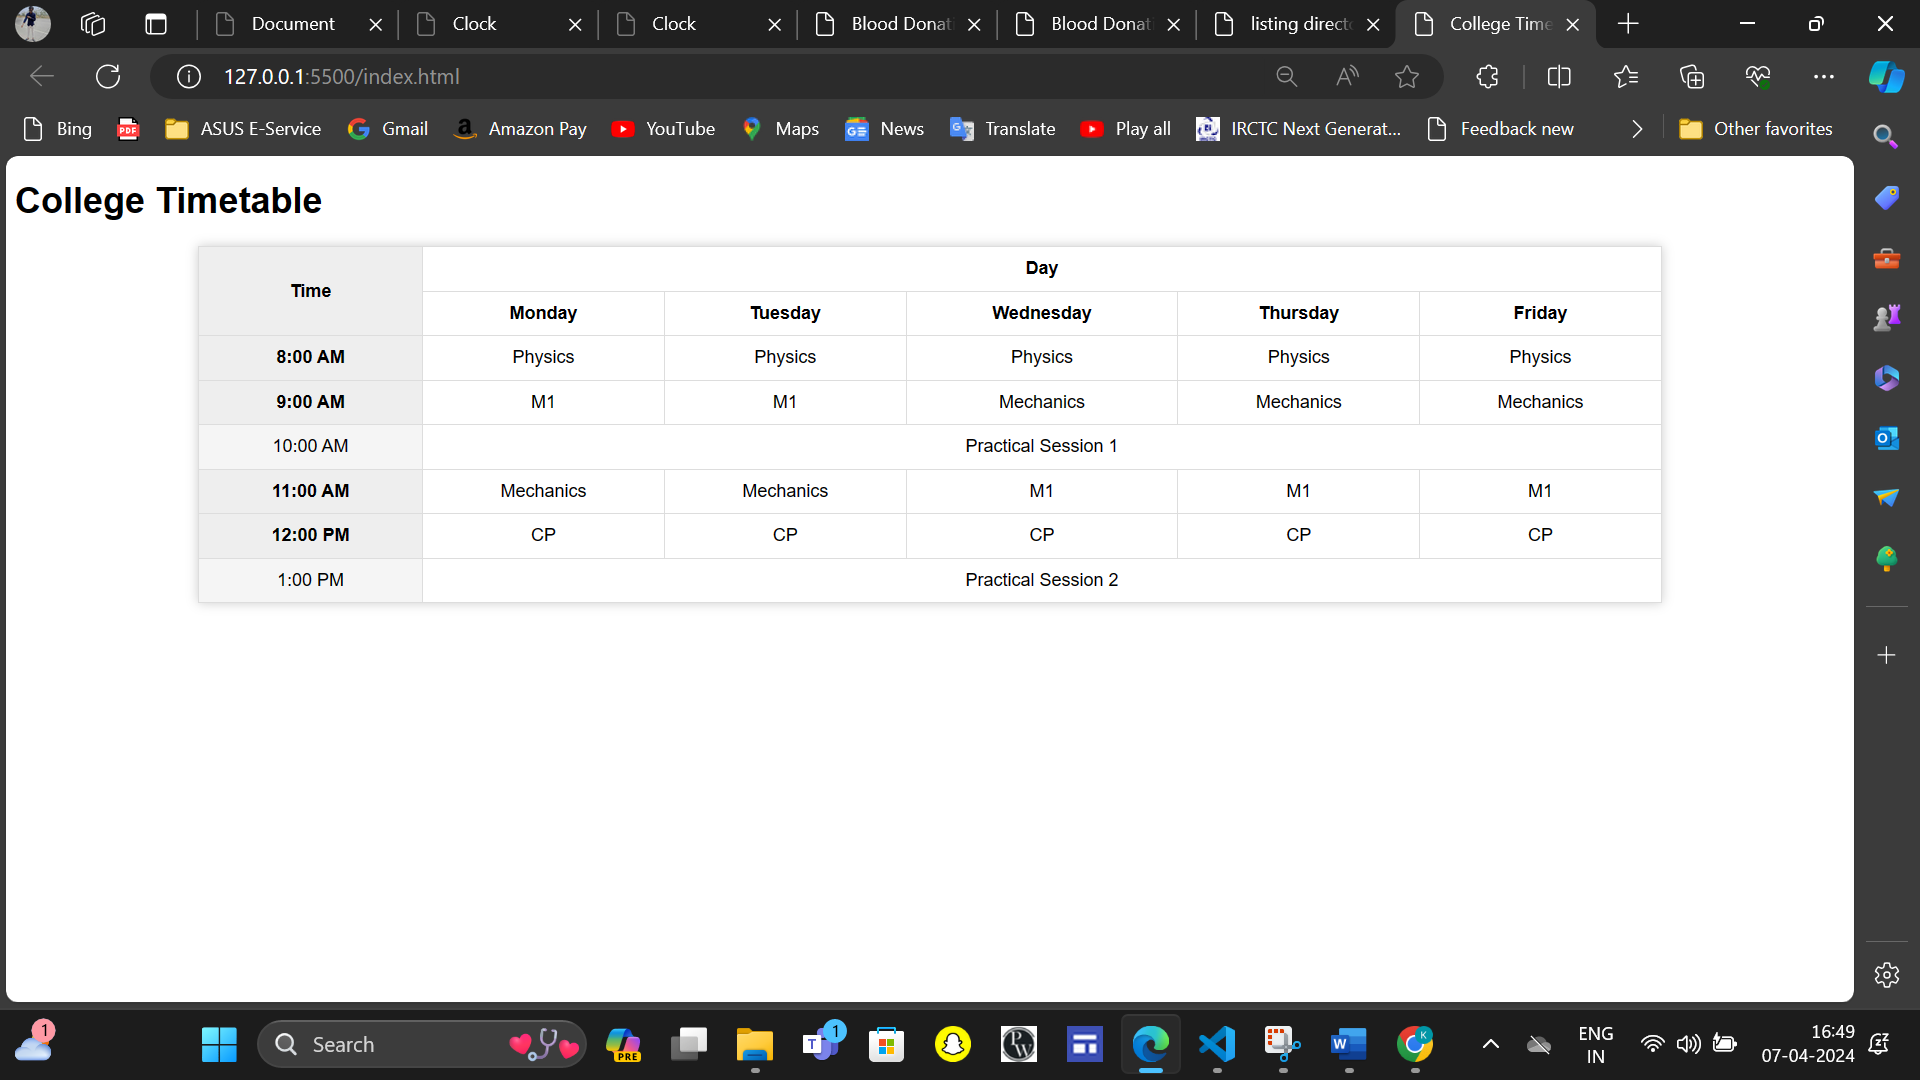 Document
Clock
Clock
Blood Donati
Blood Donati
listing directo
College Time
127.0.0.1:5500/index.html
Bing
PDF
ASUS E-Service
Gmail
Amazon Pay
YouTube
Maps
News
Translate
Play all
IRCTC Next Generat...
Feedback new
Other favorites
College Timetable
Time
Day
Monday Tuesday Wednesday Thursday Friday
8:00 AM Physics Physics Physics Physics Physics
9:00 AM M1 M1 Mechanics Mechanics Mechanics
10:00 AM Practical Session 1
11:00 AM Mechanics Mechanics M1 M1 M1
12:00 PM CP CP CP CP CP
1:00 PM Practical Session 2
1
Search
PRE
T
1
W
K
ENG
IN
16:49
07-04-2024